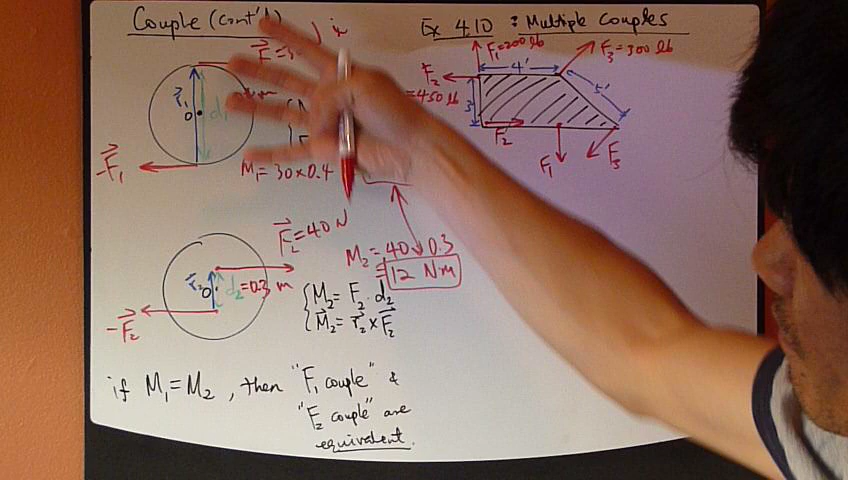 Couple (Cont'd)
F
r₁
O
d₁
m
-F₁
M₁ = 30 × 0.4
F₂ = 40 N
M₂ = 40 0.3
= 12 N·m
r₂
O
d₂ = 0.3 m
-F₂
M₂ = F₂ · d₂
M₂ = r₂ × F₂
if M₁ = M₂, then "F₁ couple" &
"F₂ couple" are
equivalent.
Ex 4.10 : Multiple couples
F₁ = 200 lb
F₃ = 300 lb
F₂
= 450 lb
4'
5'
3'
F₂
F₁
F₃